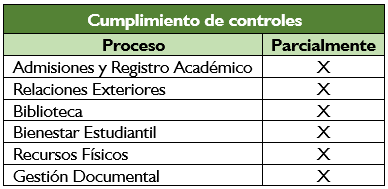 Cumplimiento de controles
Proceso Parcialmente
Admisiones y Registro Académico X
Relaciones Exteriores X
Biblioteca X
Bienestar Estudiantil X
Recursos Físicos X
Gestión Documental X